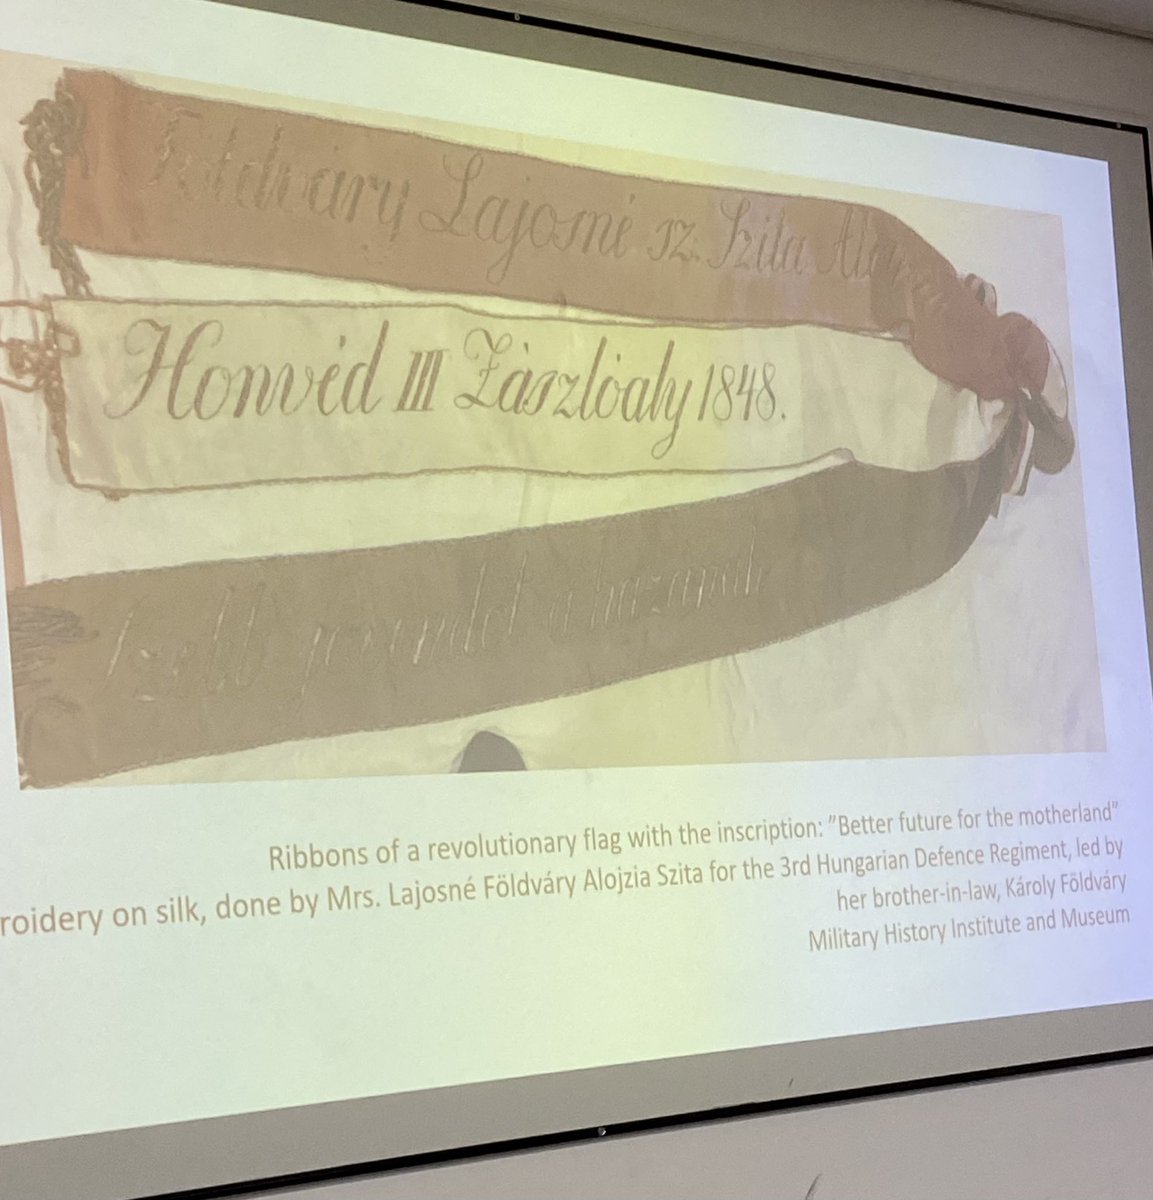 Földváry Lajosné sz. Szita
Honvéd III Zászlóaly 1848.
Szebb jövendőt a hazának
Ribbons of a revolutionary flag with the inscription: ”Better future for the motherland”
roidery on silk, done by Mrs. Lajosné Földváry Alojzia Szita for the 3rd Hungarian Defence Regiment, led by
her brother-in-law, Károly Földváry
Military History Institute and Museum